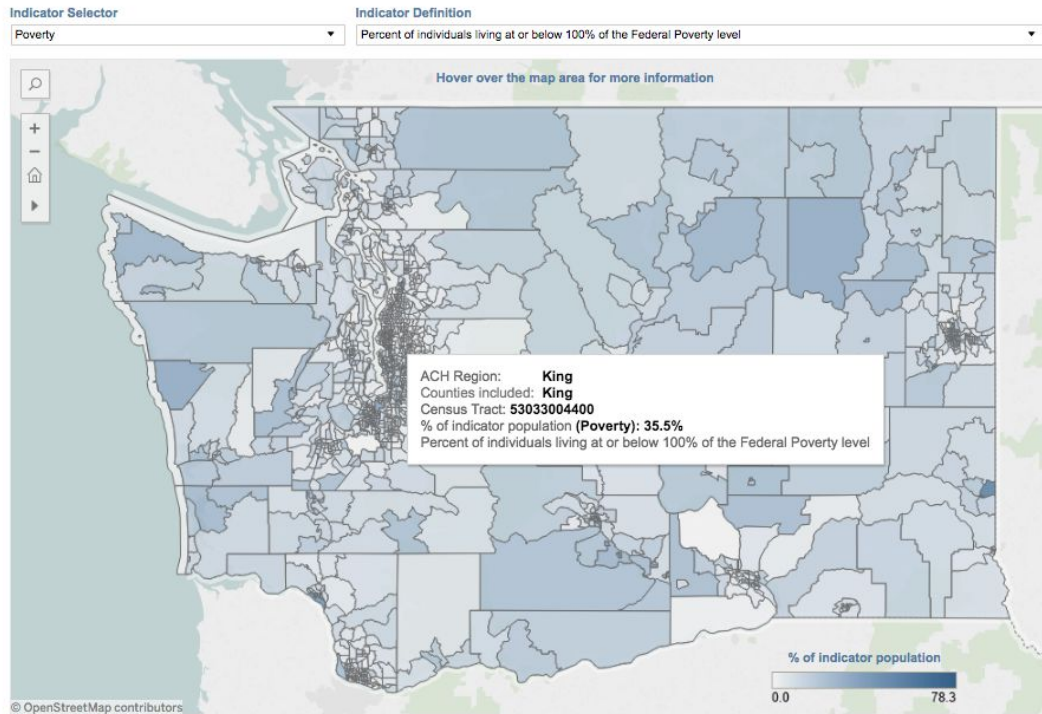 Indicator Selector
Indicator Definition
Poverty
Percent of individuals living at or below 100% of the Federal Poverty level
Hover over the map area for more information
ACH Region: King
Counties included: King
Census Tract: 53033004400
% of indicator population (Poverty): 35.5%
Percent of individuals living at or below 100% of the Federal Poverty level
% of indicator population
0.0 78.3
© OpenStreetMap contributors